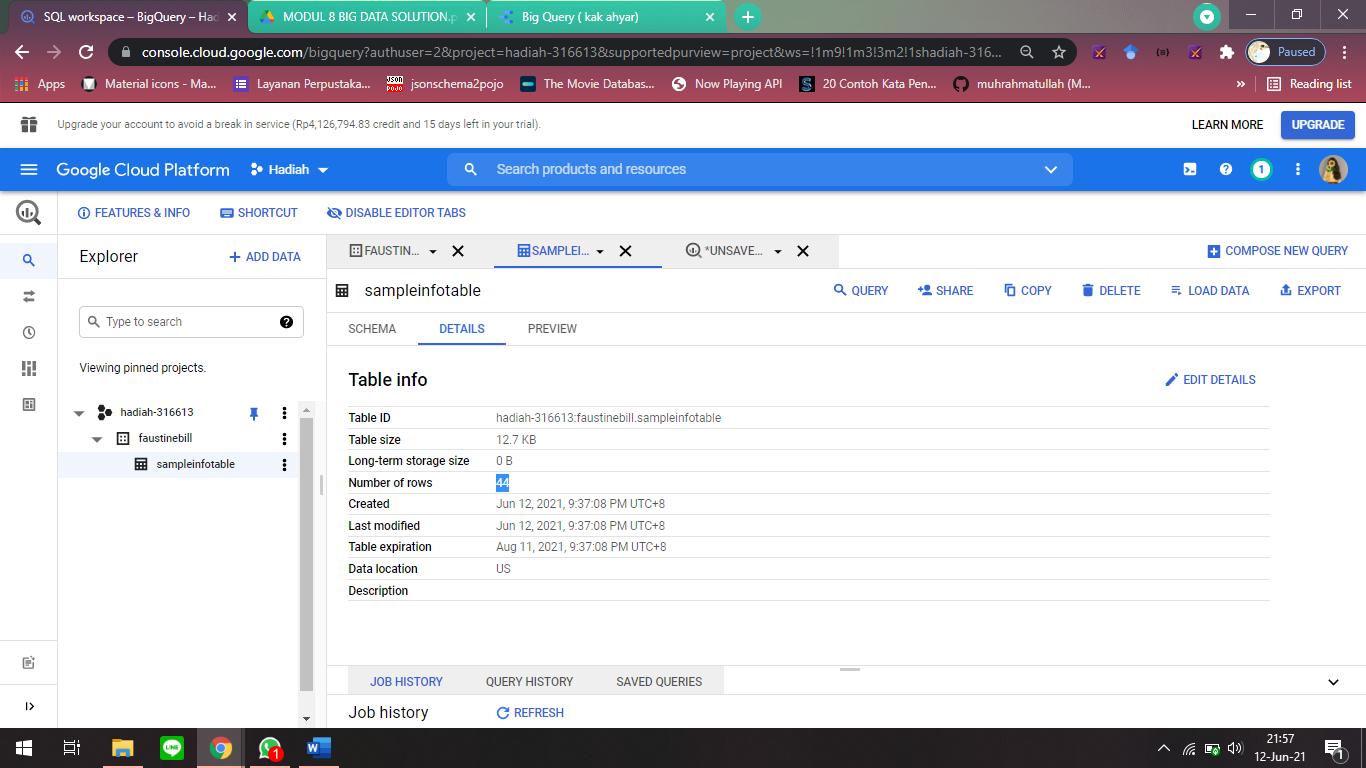 SQL workspace – BigQuery – Had
MODUL 8 BIG DATA SOLUTION.p
Big Query ( kak ahyar)
console.cloud.google.com/bigquery?authuser=2&project=hadiah-316613&supportedpurview=project&ws=!1m9!1m3!3m2!1shadiah-316...
Paused
Apps
Material icons - Ma...
Layanan Perpustaka...
JSON POJO
jsonschema2pojo
The Movie Databas...
Now Playing API
20 Contoh Kata Pen...
muhrahmatullah (M...
»
Reading list
Upgrade your account to avoid a break in service (Rp4,126,794.83 credit and 15 days left in your trial).
LEARN MORE
UPGRADE
Google Cloud Platform
Hadiah
Search products and resources
1
FEATURES & INFO
SHORTCUT
DISABLE EDITOR TABS
Explorer
+ ADD DATA
FAUSTIN...
SAMPLEI...
*UNSAVE...
COMPOSE NEW QUERY
sampleinfotable
QUERY
SHARE
COPY
DELETE
LOAD DATA
EXPORT
Type to search
SCHEMA
DETAILS
PREVIEW
Viewing pinned projects.
hadiah-316613
faustinebill
sampleinfotable
Table info
EDIT DETAILS
Table ID hadiah-316613:faustinebill.sampleinfotable
Table size 12.7 KB
Long-term storage size 0 B
Number of rows 44
Created Jun 12, 2021, 9:37:08 PM UTC+8
Last modified Jun 12, 2021, 9:37:08 PM UTC+8
Table expiration Aug 11, 2021, 9:37:08 PM UTC+8
Data location US
Description
JOB HISTORY
QUERY HISTORY
SAVED QUERIES
Job history
REFRESH
LINE
1
W
21:57
12-Jun-21
1